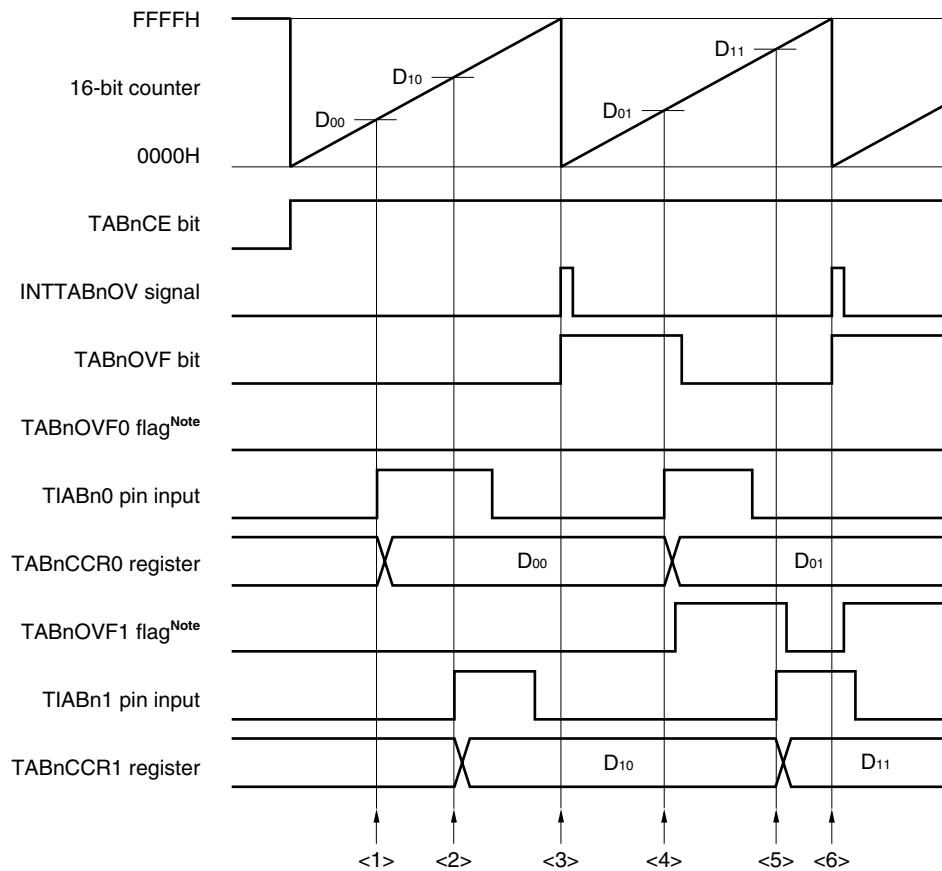 FFFFH
D11
D10
16-bit counter
D01
D00
0000H
TABnCE bit
INTTABnOV signal
TABnOVF bit
TABnOVF0 flagNote
TIABn0 pin input
TABnCCR0 register
D00
D01
TABnOVF1 flagNote
TIABn1 pin input
TABnCCR1 register
D10
D11
<1> <2> <3> <4> <5> <6>